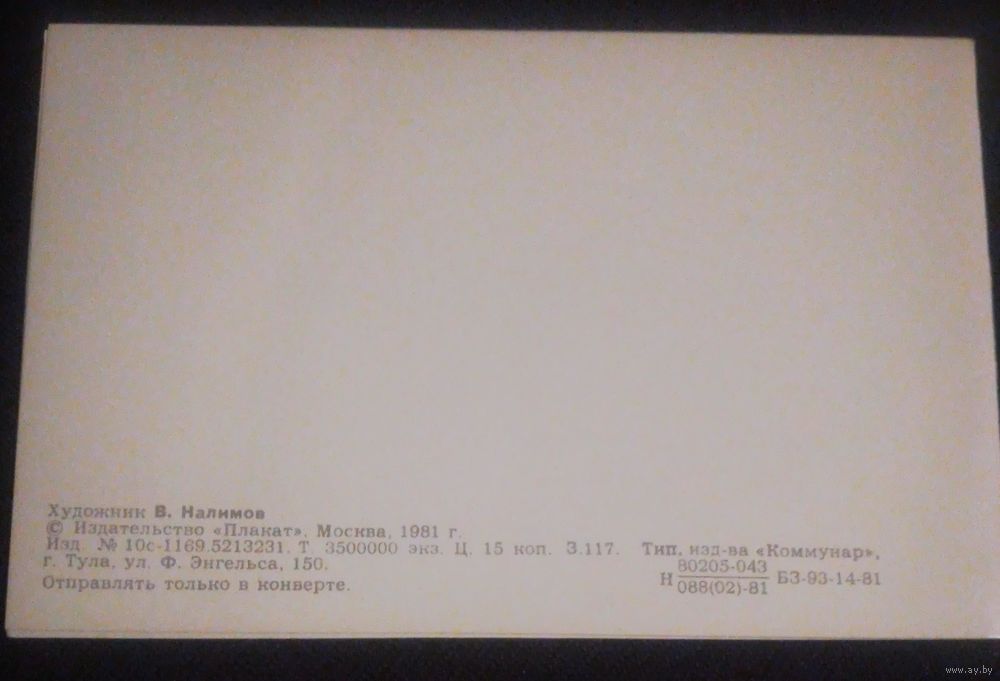 Художник В. Налимов
© Издательство «Плакат», Москва, 1981 г.
Изд. № 10с-1169.5213231. Т. 3500000 экз. Ц. 15 коп. З.117. Тип. изд-ва «Коммунар»,
г. Тула, ул. Ф. Энгельса, 150.
Отправлять только в конверте.
80205-043
Н БЗ-93-14-81
088(02)-81
www.ay.by